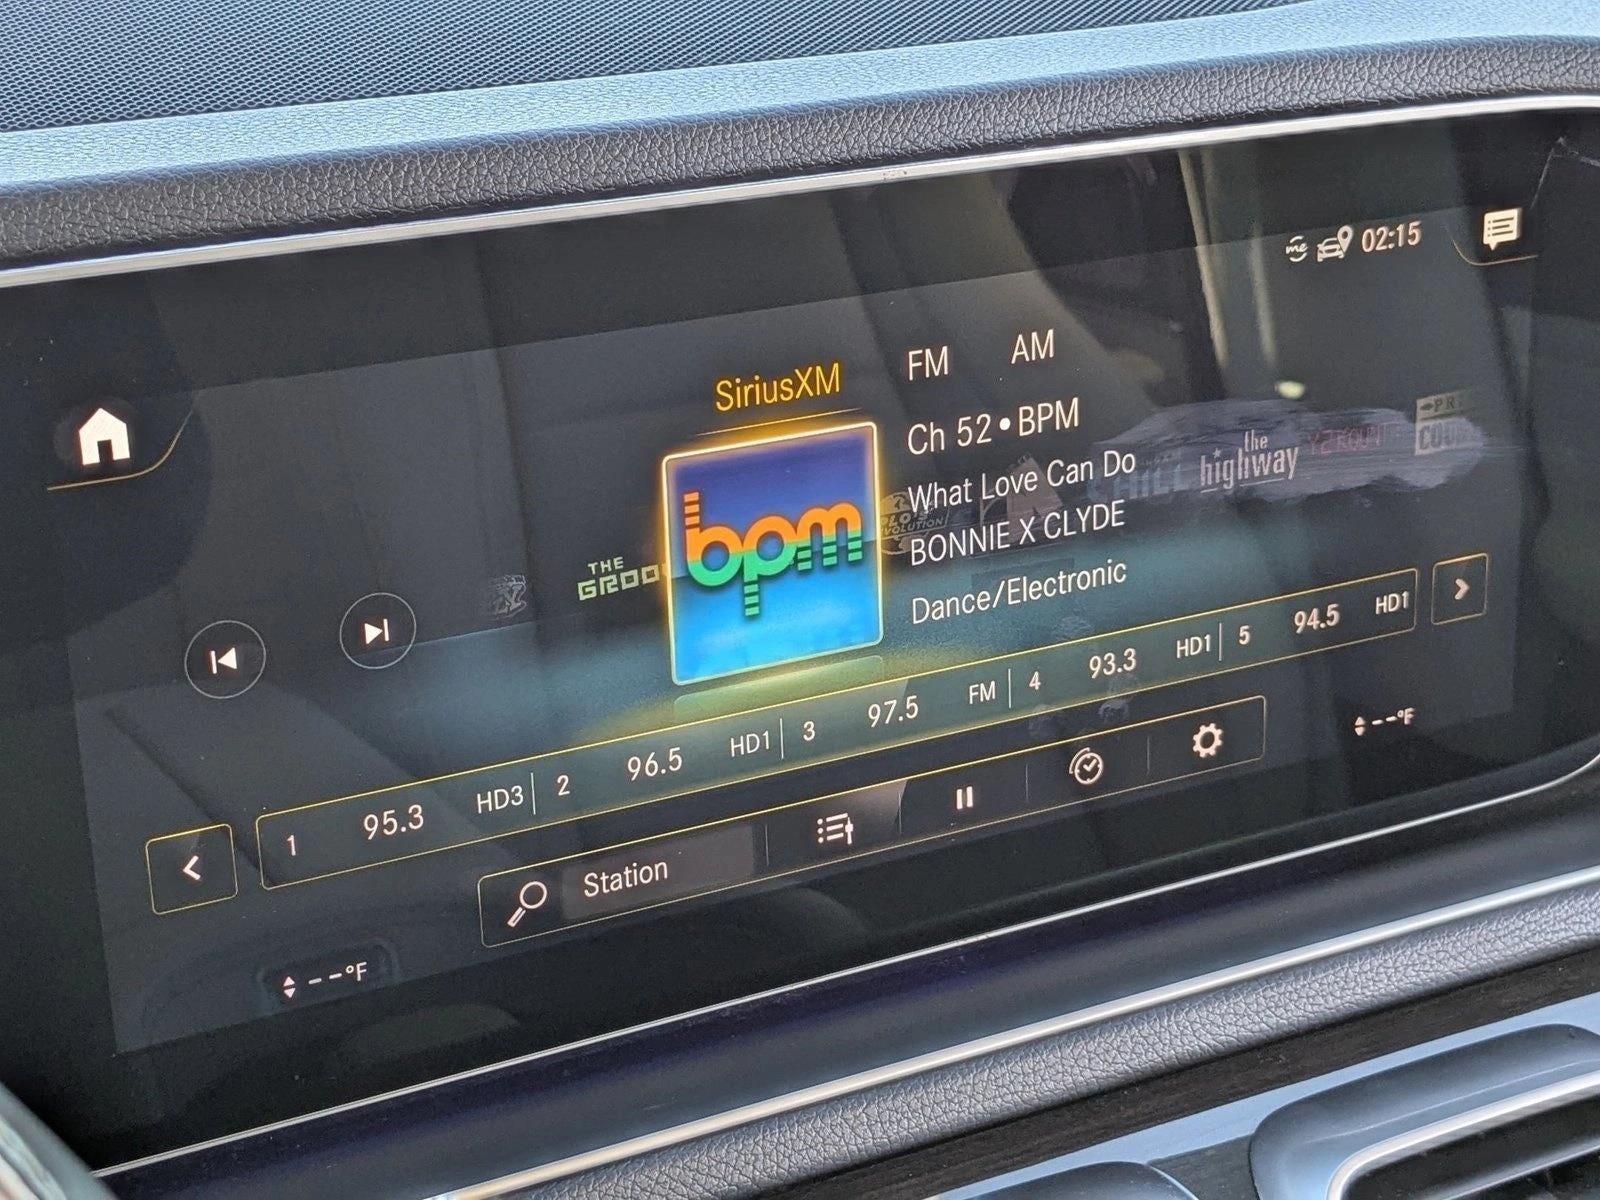 me 02:15
SiriusXM FM AM
Ch 52 • BPM
What Love Can Do
BONNIE X CLYDE
Dance/Electronic
bpm
THE
GROO
the
highway
CHILL
1 95.3 HD3 2 96.5 HD1 3 97.5 FM 4 93.3 HD1 5 94.5 HD1
Station
--°F
--°F